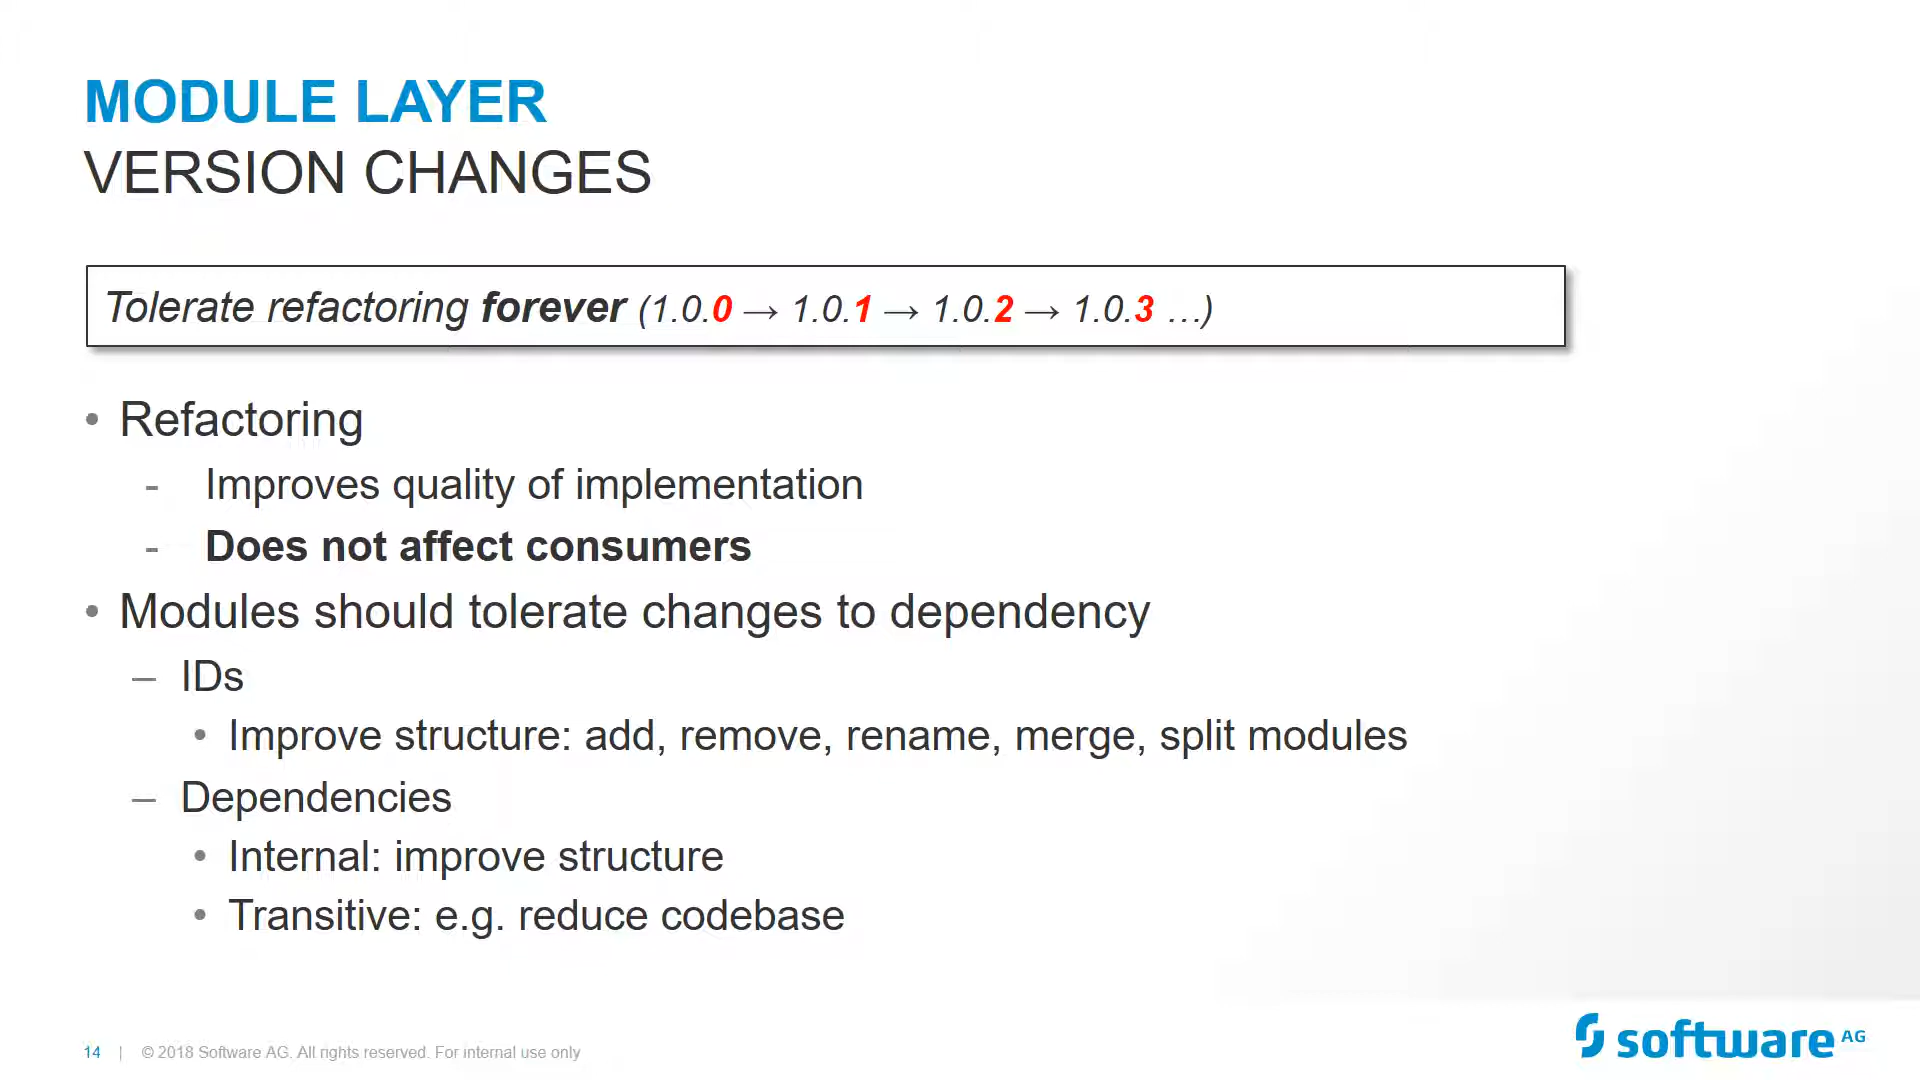 MODULE LAYER
VERSION CHANGES
Tolerate refactoring forever (1.0.0 → 1.0.1 → 1.0.2 → 1.0.3 …)
• Refactoring
- Improves quality of implementation
- Does not affect consumers
• Modules should tolerate changes to dependency
– IDs
• Improve structure: add, remove, rename, merge, split modules
– Dependencies
• Internal: improve structure
• Transitive: e.g. reduce codebase
14 | © 2018 Software AG. All rights reserved. For internal use only
software AG